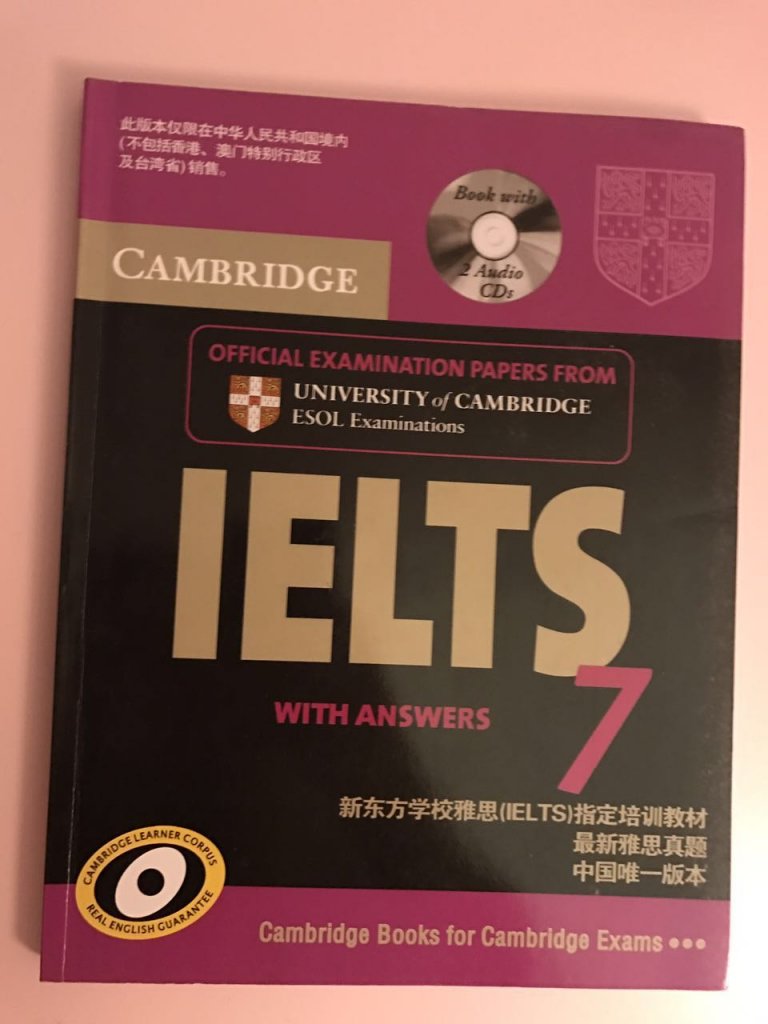 此版本仅限在中华人民共和国境内
(不包括香港、澳门特别行政区
及台湾省)销售。
Book with
2 Audio
CDs
CAMBRIDGE
OFFICIAL EXAMINATION PAPERS FROM
UNIVERSITY of CAMBRIDGE
ESOL Examinations
IELTS
7
WITH ANSWERS
新东方学校雅思(IELTS)指定培训教材
最新雅思真题
中国唯一版本
CAMBRIDGE LEARNER CORPUS
REAL ENGLISH GUARANTEE
Cambridge Books for Cambridge Exams •••